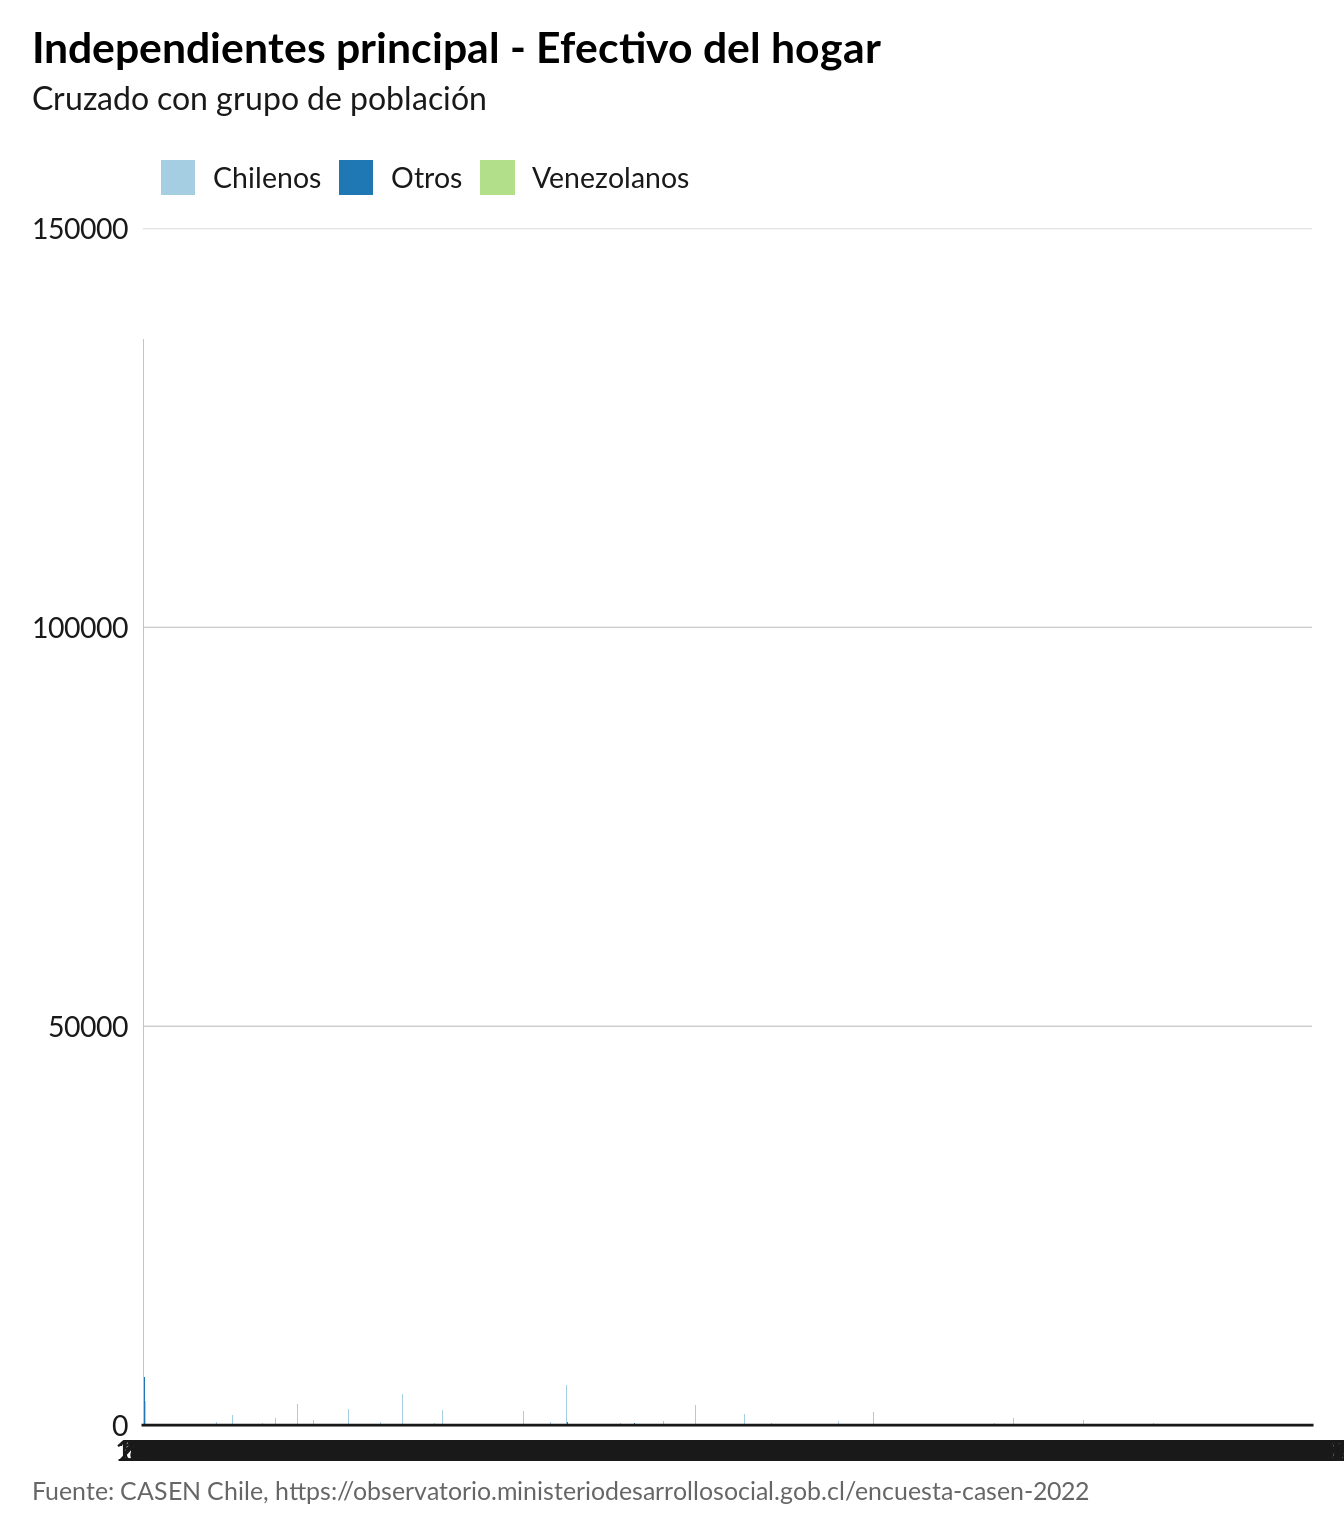 Independientes principal - Efectivo del hogar
Cruzado con grupo de población
Chilenos Otros Venezolanos
150000
100000
50000
0
Fuente: CASEN Chile, https://observatorio.ministeriodesarrollosocial.gob.cl/encuesta-casen-2022